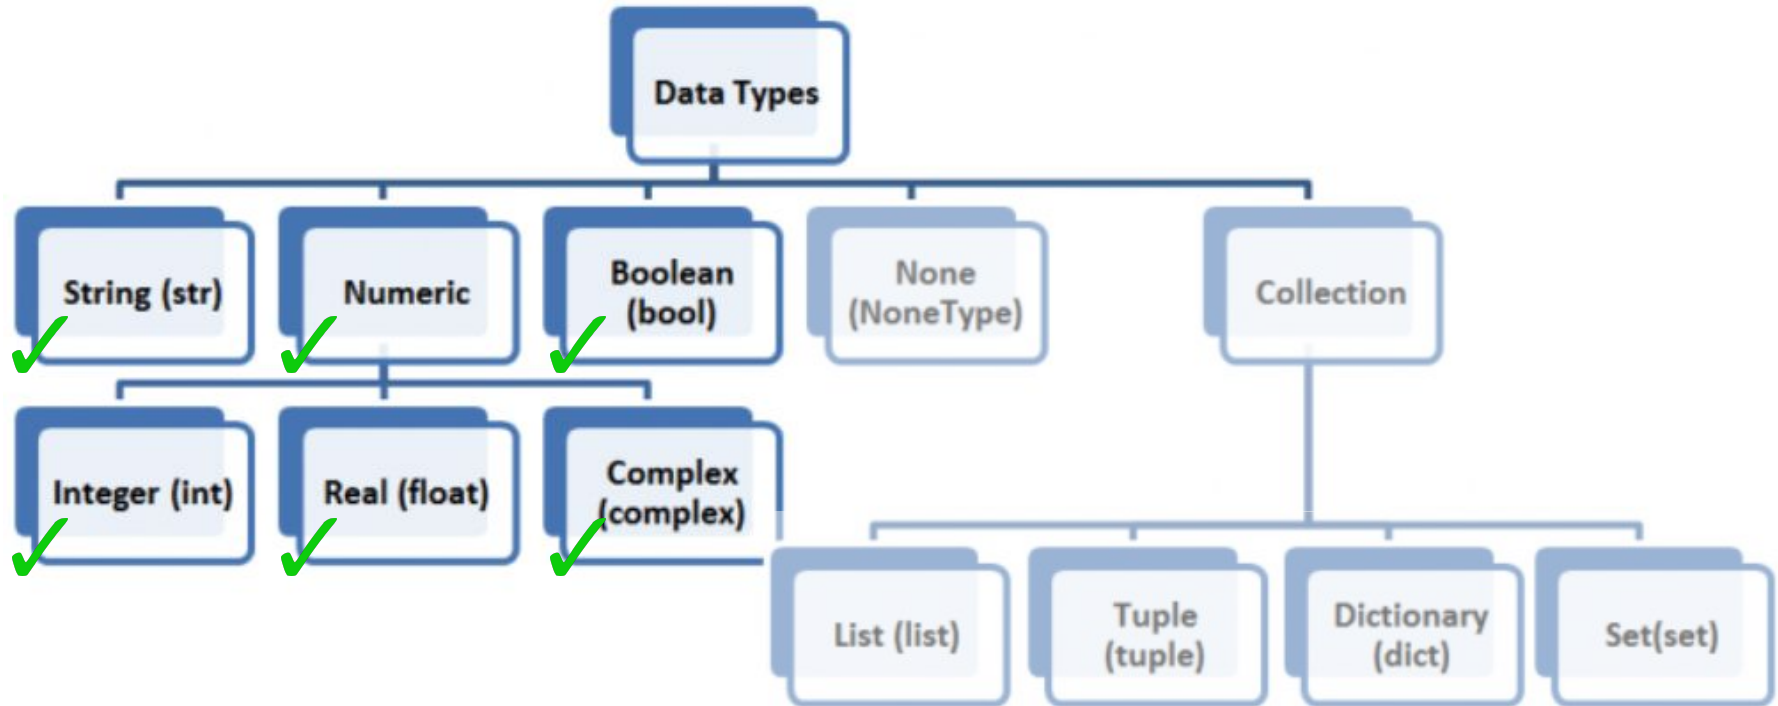 Data Types
String (str)
Numeric
Boolean
(bool)
None
(NoneType)
Collection
Integer (int)
Real (float)
Complex
(complex)
List (list)
Tuple
(tuple)
Dictionary
(dict)
Set(set)